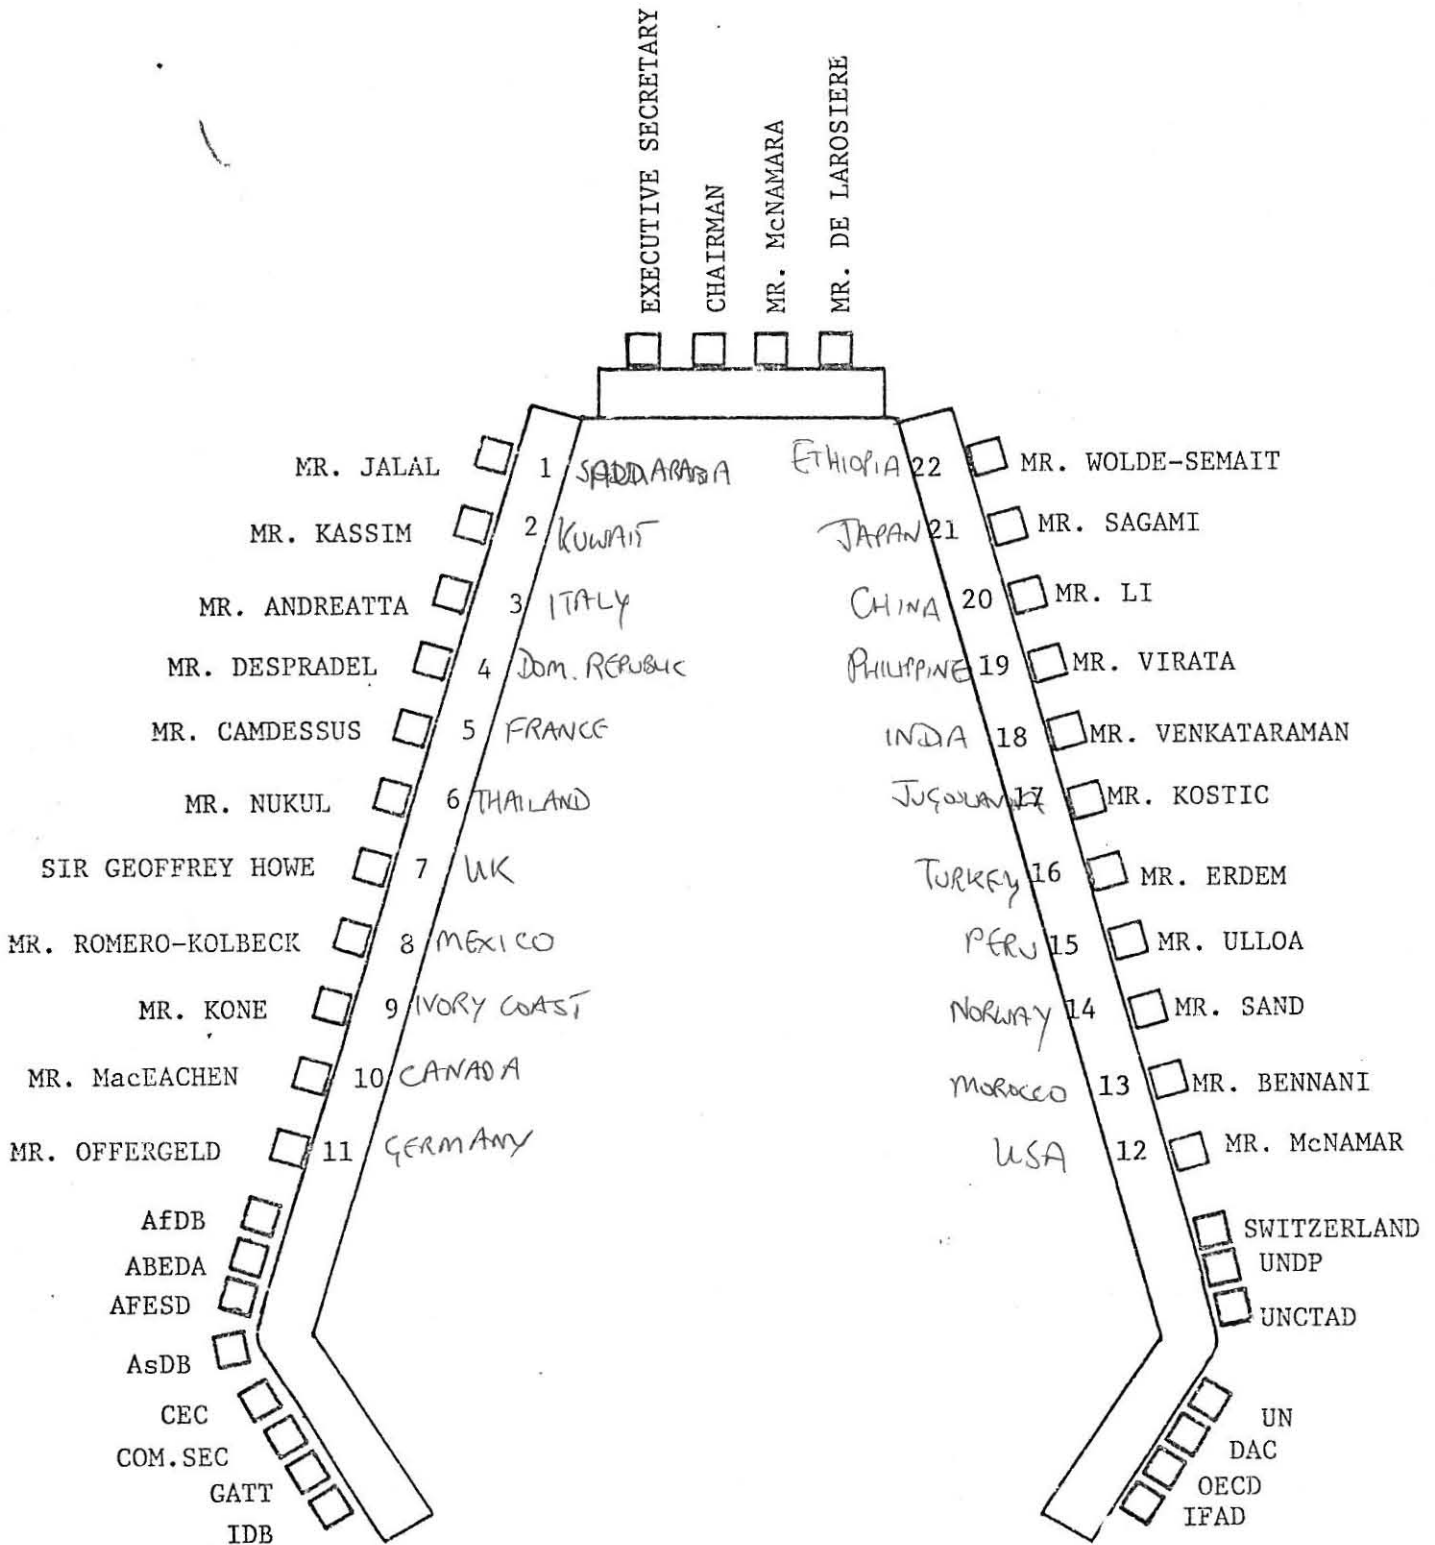 EXECUTIVE SECRETARY
CHAIRMAN
MR. McNAMARA
MR. DE LAROSIERE
MR. JALAL 1
ETHIOPIA 22 MR. WOLDE-SEMAIT
MR. KASSIM 2 KUWAIT
JAPAN 21 MR. SAGAMI
MR. ANDREATTA 3 ITALY
CHINA 20 MR. LI
MR. DESPRADEL 4 DOM. REPUBLIC
PHILIPPINE 19 MR. VIRATA
MR. CAMDESSUS 5 FRANCE
INDIA 18 MR. VENKATARAMAN
MR. NUKUL 6 THAILAND
17 MR. KOSTIC
SIR GEOFFREY HOWE 7 UK
TURKEY 16 MR. ERDEM
MR. ROMERO-KOLBECK 8 MEXICO
PERU 15 MR. ULLOA
MR. KONE 9 IVORY COAST
NORWAY 14 MR. SAND
MR. MacEACHEN 10 CANADA
MOROCCO 13 MR. BENNANI
MR. OFFERGELD 11 GERMANY
USA 12 MR. McNAMAR
AfDB
ABEDA
AFESD
AsDB
CEC
COM.SEC
GATT
IDB
SWITZERLAND
UNDP
UNCTAD
UN
DAC
OECD
IFAD